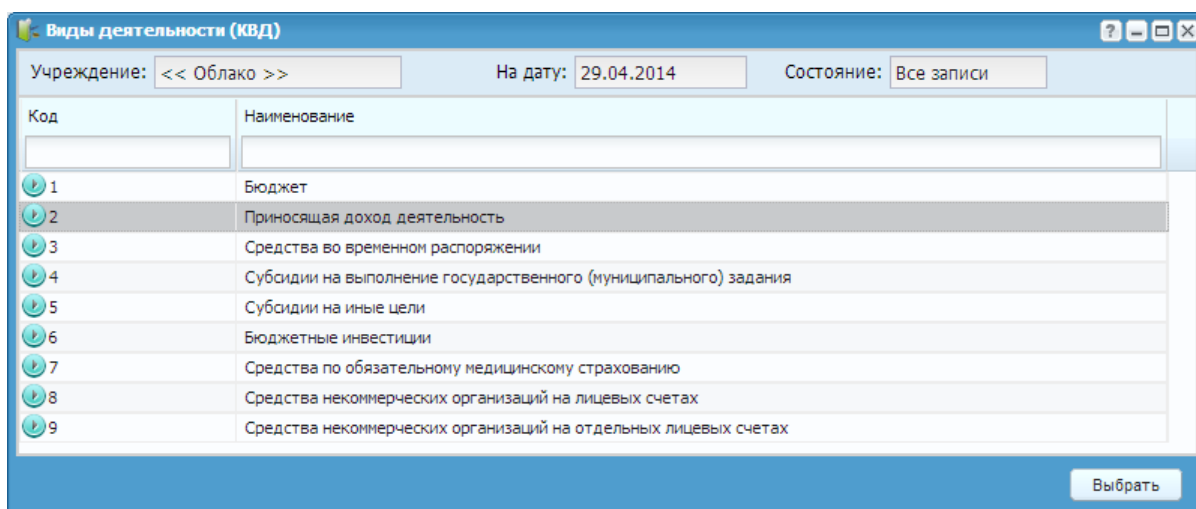 Виды деятельности (КВД)
Учреждение: << Облако >> На дату: 29.04.2014 Состояние: Все записи
Код Наименование
1 Бюджет
2 Приносящая доход деятельность
3 Средства во временном распоряжении
4 Субсидии на выполнение государственного (муниципального) задания
5 Субсидии на иные цели
6 Бюджетные инвестиции
7 Средства по обязательному медицинскому страхованию
8 Средства некоммерческих организаций на лицевых счетах
9 Средства некоммерческих организаций на отдельных лицевых счетах
Выбрать